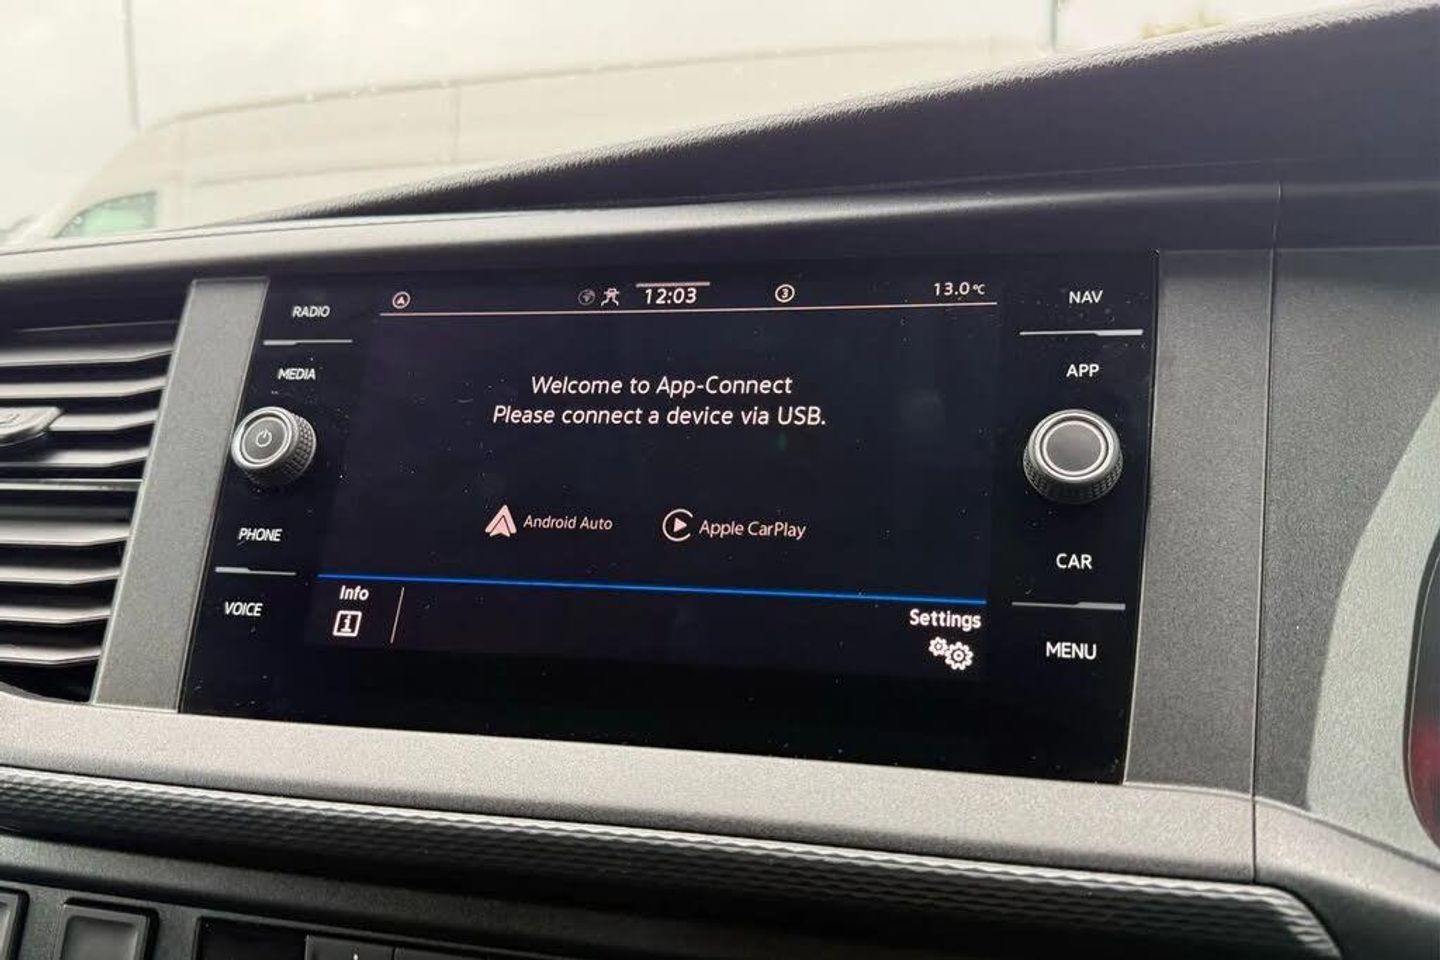 RADIO
MEDIA
PHONE
VOICE
12:03
3
13.0°C
Welcome to App-Connect
Please connect a device via USB.
Android Auto
Apple CarPlay
Info
i
Settings
NAV
APP
CAR
MENU